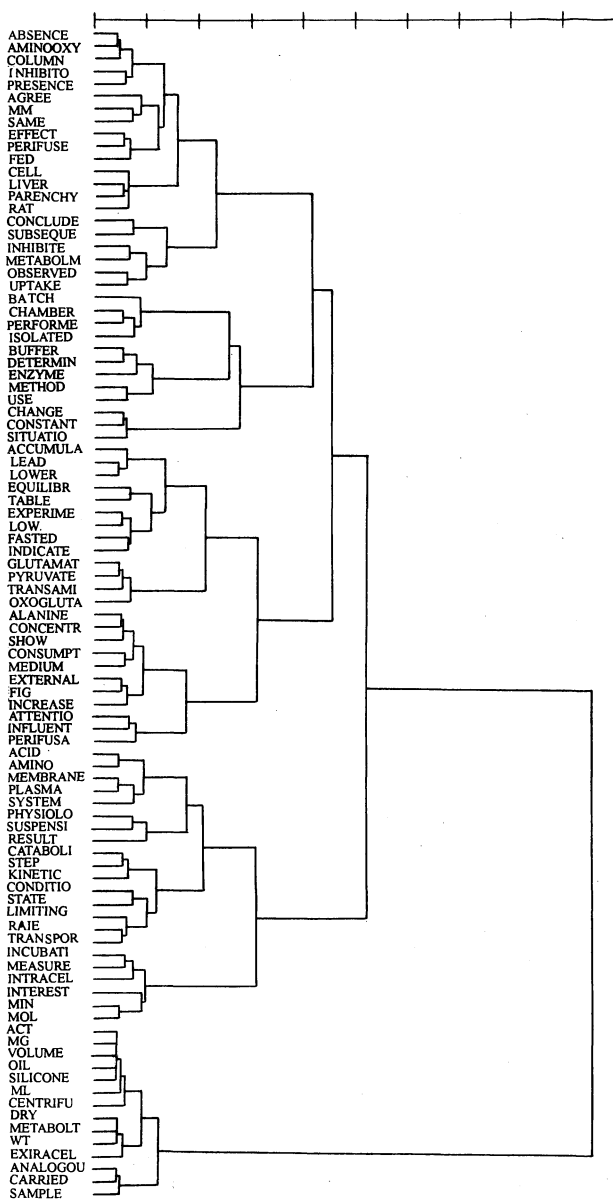 ABSENCE
AMINOOXY
COLUMN
INHIBITO
PRESENCE
AGREE
MM
SAME
EFFECT
PERIFUSE
FED
CELL
LIVER
PARENCHY
RAT
CONCLUDE
SUBSEQUE
INHIBITE
METABOLM
OBSERVED
UPTAKE
BATCH
CHAMBER
PERFORME
ISOLATED
BUFFER
DETERMIN
ENZYME
METHOD
USE
CHANGE
CONSTANT
SITUATIO
ACCUMULA
LEAD
LOWER
EQUILIBR
TABLE
EXPERIME
LOW.
FASTED
INDICATE
GLUTAMAT
PYRUVATE
TRANSAMI
OXOGLUTA
ALANINE
CONCENTR
SHOW
CONSUMPT
MEDIUM
EXTERNAL
FIG
INCREASE
ATTENTIO
INFLUENT
PERIFUSA
ACID
AMINO
MEMBRANE
PLASMA
SYSTEM
PHYSIOLO
SUSPENSI
RESULT
CATABOLI
STEP
KINETIC
CONDITIO
STATE
LIMITING
RAIE
TRANSPOR
INCUBATI
MEASURE
INTRACEL
INTEREST
MIN
MOL
ACT
MG
VOLUME
OIL
SILICONE
ML
CENTRIFU
DRY
METABOLT
WT
EXIRACEL
ANALOGOU
CARRIED
SAMPLE